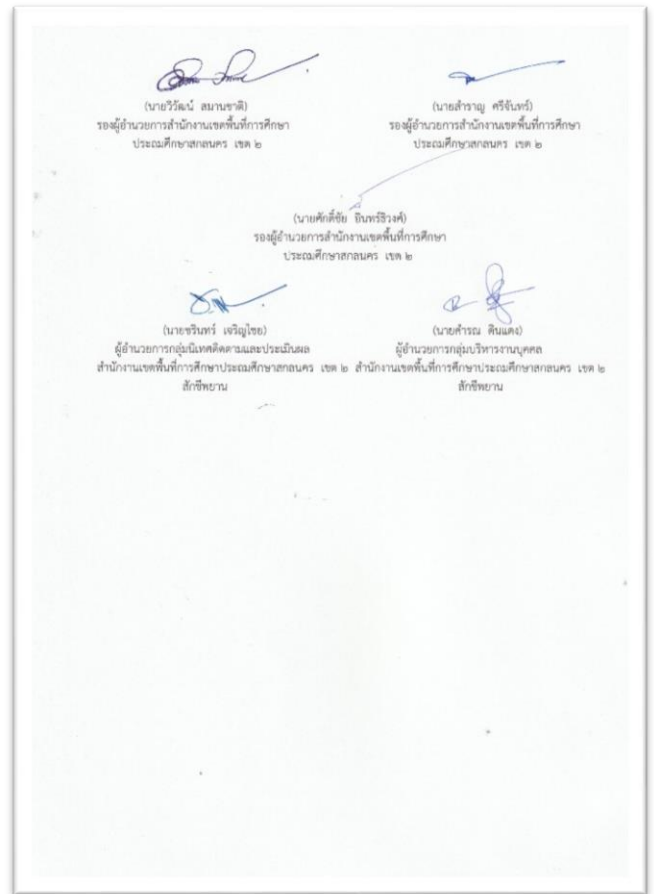 (นายวิวัฒน์ สมานชาติ)
รองผู้อำนวยการสำนักงานเขตพื้นที่การศึกษา
ประถมศึกษาสกลนคร เขต ๒
(นายสำราญ ศรีจันทร์)
รองผู้อำนวยการสำนักงานเขตพื้นที่การศึกษา
ประถมศึกษาสกลนคร เขต ๒
(นายศักดิ์ชัย อินทร์ธิวงศ์)
รองผู้อำนวยการสำนักงานเขตพื้นที่การศึกษา
ประถมศึกษาสกลนคร เขต ๒
(นายชรินทร์ เจริญไชย)
ผู้อำนวยการกลุ่มนิเทศติดตามและประเมินผล
สำนักงานเขตพื้นที่การศึกษาประถมศึกษาสกลนคร เขต ๒
สักขีพยาน
(นายคำรณ ดินแดง)
ผู้อำนวยการกลุ่มบริหารงานบุคคล
สำนักงานเขตพื้นที่การศึกษาประถมศึกษาสกลนคร เขต ๒
สักขีพยาน